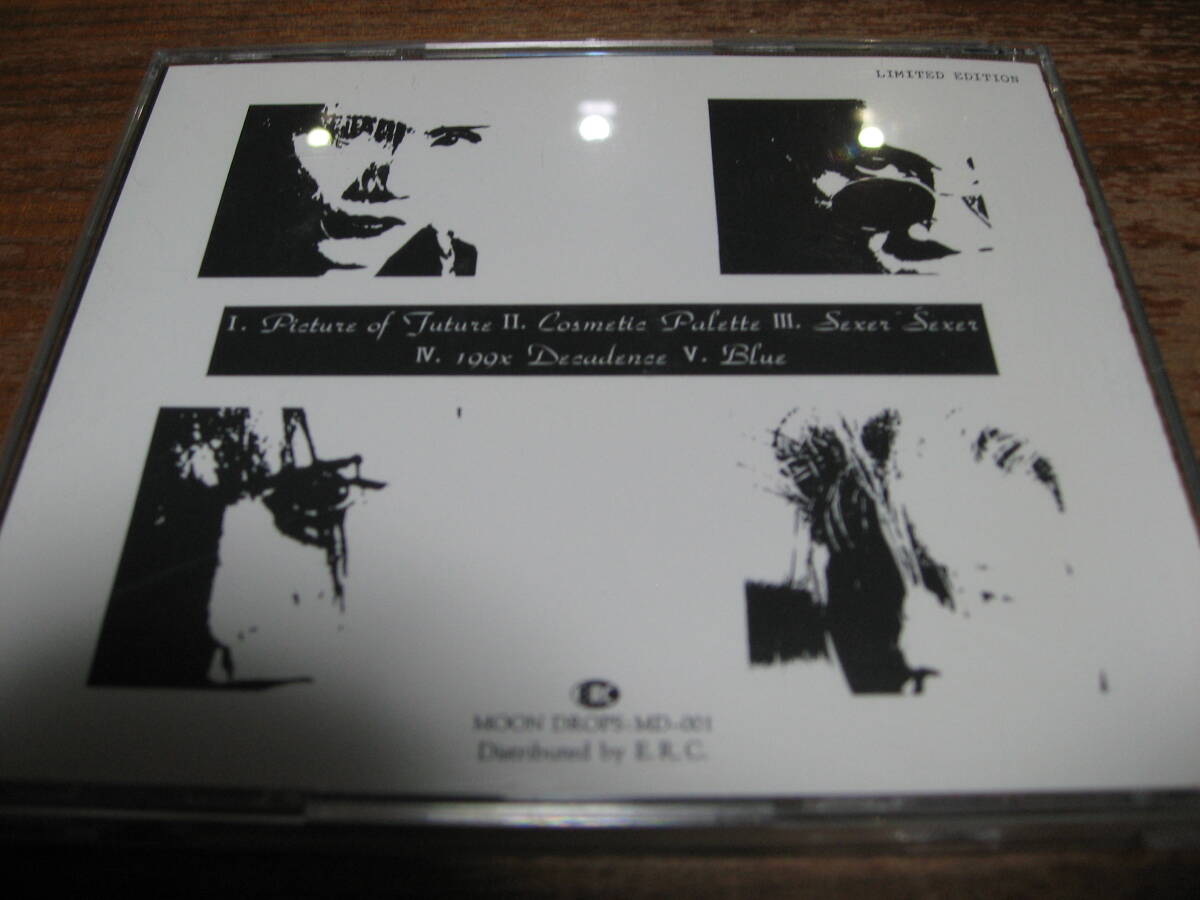 LIMITED EDITION
I. Picture of Future II. Cosmetic Palette III. Sexer Sexer
IV. 199x Decadence V. Blue
MOON DROPS: MD-001
Distributed by E.R.C.